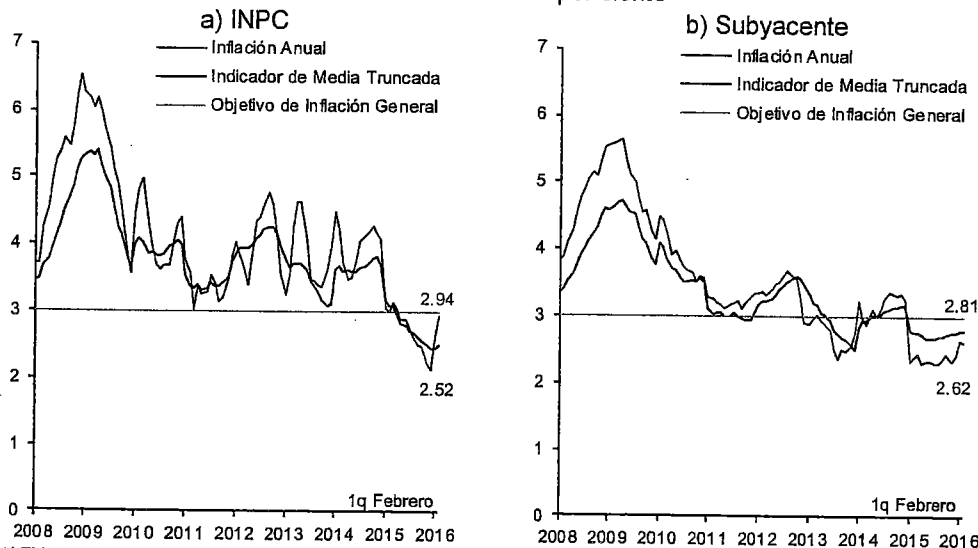 a) INPC
Inflación Anual
Indicador de Media Truncada
Objetivo de Inflación General
7
6
5
4
3
2
1
0
2.94
2.52
1q Febrero
2008 2009 2010 2011 2012 2013 2014 2015 2016
b) Subyacente
Inflación Anual
Indicador de Media Truncada
Objetivo de Inflación General
7
6
5
4
3
2
1
0
2.81
2.62
1q Febrero
2008 2009 2010 2011 2012 2013 2014 2015 2016